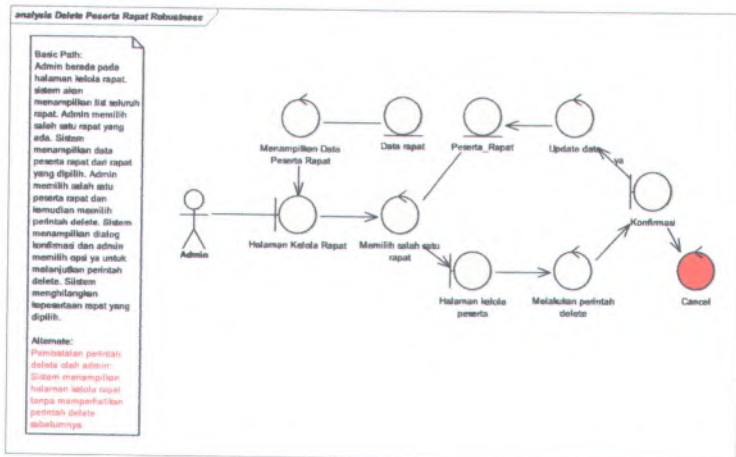 analysis Delete Peserta Rapat Robustness
Basic Path:
Admin berada pada
halaman kelola rapat.
sistem akan
menampilkan list seluruh
rapat. Admin memilih
salah satu rapat yang
ada. Sistem
menampilkan data
peserta rapat dari rapat
yang dipilih. Admin
memilih salah satu
peserta rapat dan
kemudian memilih
perintah delete. Sistem
menampilkan dialog
konfirmasi dan admin
memilih opsi ya untuk
melanjutkan perintah
delete. Siistem
menghilangkan
kepesertaan rapat yang
dipilih.
Alternate:
Pembatalan perintah
delete oleh admin:
Sistem menampilkan
halaman kelola rapat
tanpa memperhatikan
perintah delete
sebelumnya
Menampilkan Data
Peserta Rapat
Data rapat
Peserta_Rapat
Update data
ya
Konfirmasi
Admin
Halaman Kelola Rapat
Memilih salah satu
rapat
Halaman kelola
peserta
Melakukan perintah
delete
Cancel